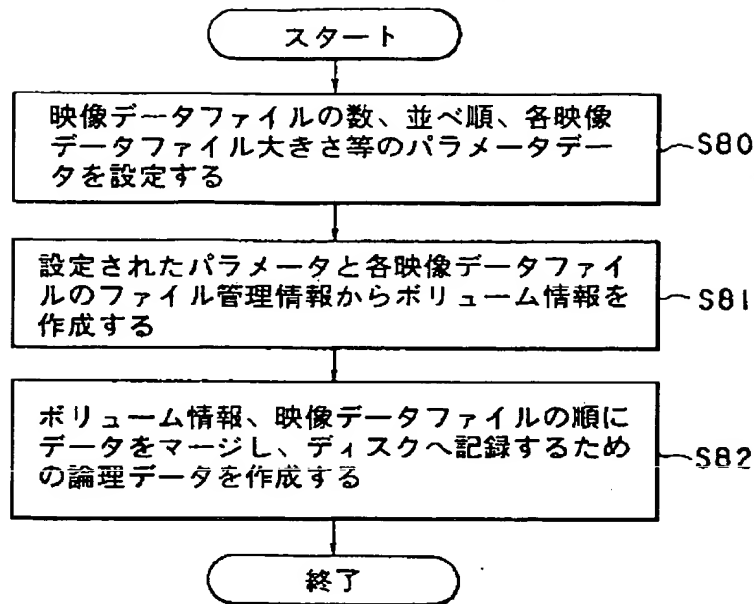 スタート
映像データファイルの数、並べ順、各映像
データファイル大きさ等のパラメータデー
タを設定する
S80
設定されたパラメータと各映像データファイ
ルのファイル管理情報からボリューム情報を
作成する
S81
ボリューム情報、映像データファイルの順に
データをマージし、ディスクへ記録するため
の論理データを作成する
S82
終了